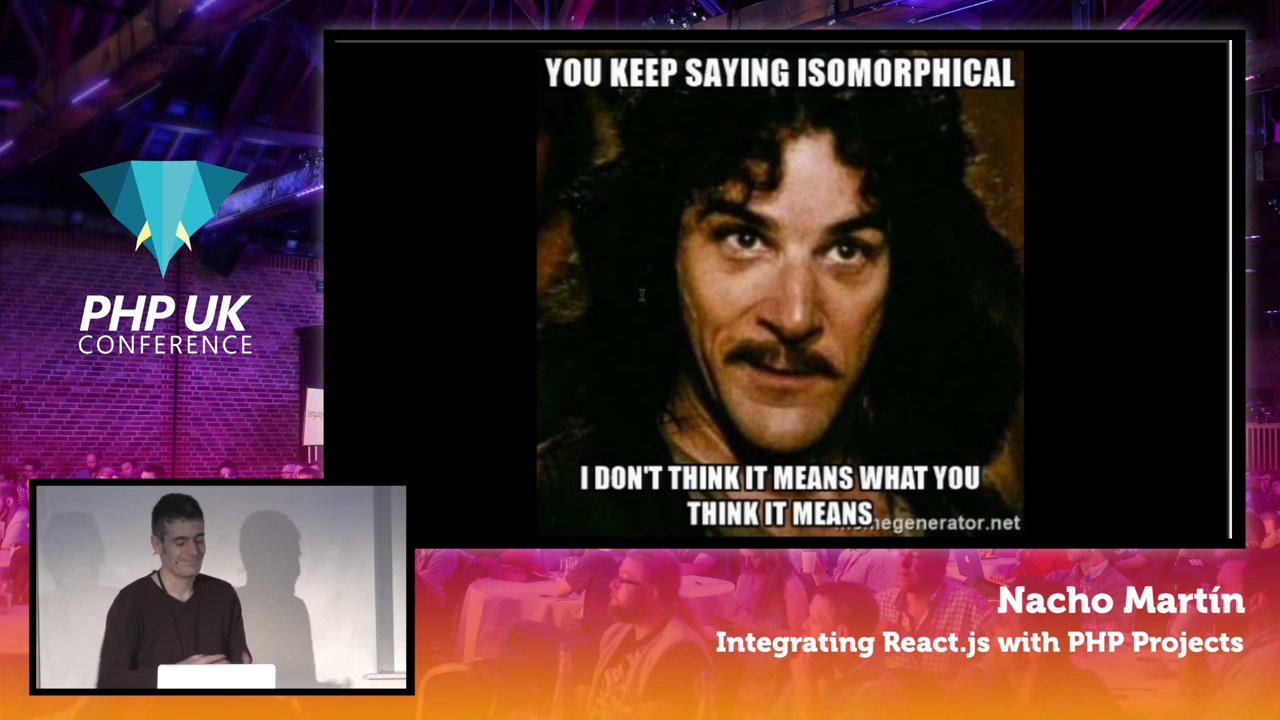 YOU KEEP SAYING ISOMORPHICAL
I DON'T THINK IT MEANS WHAT YOU
THINK IT MEANS
memegenerator.net
PHP UK
CONFERENCE
Nacho Martín
Integrating React.js with PHP Projects